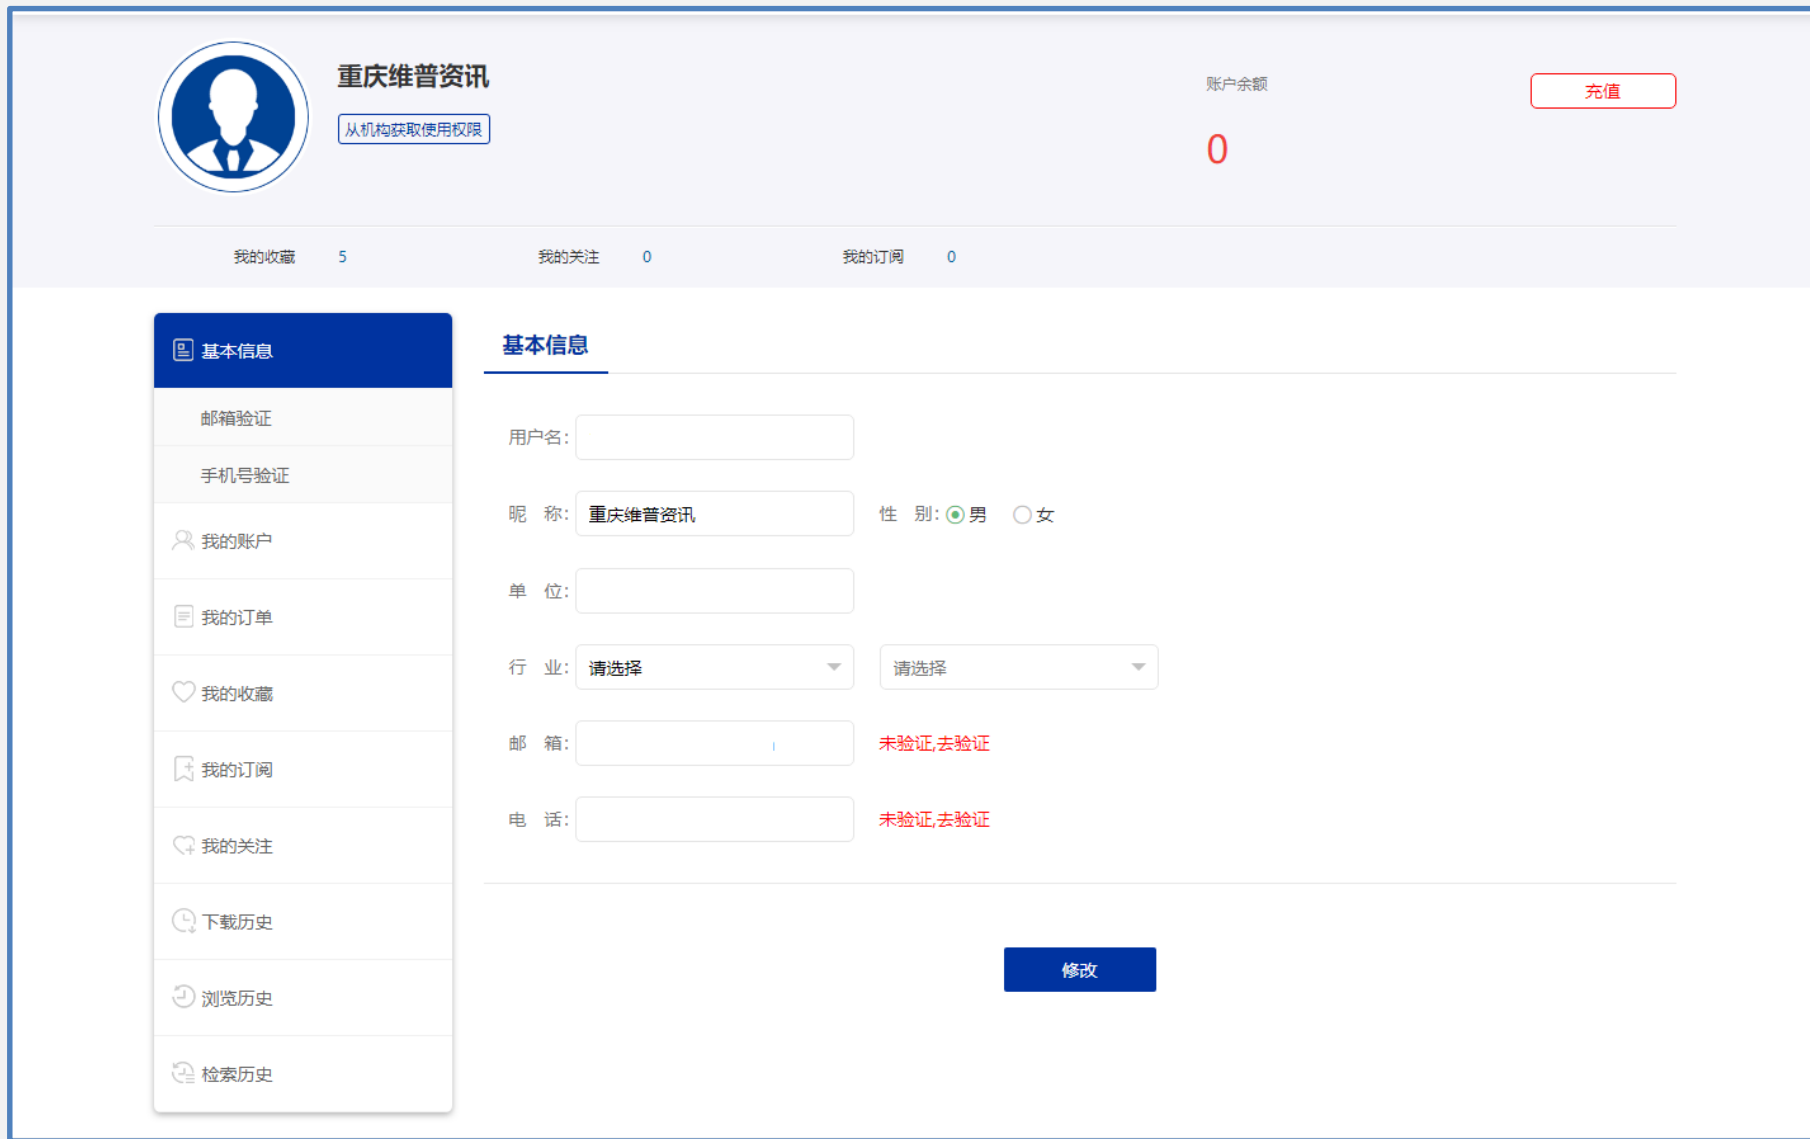 重庆维普资讯
从机构获取使用权限
账户余额
充值
0
我的收藏 5 我的关注 0 我的订阅 0
基本信息
邮箱验证
手机号验证
我的账户
我的订单
我的收藏
我的订阅
我的关注
下载历史
浏览历史
检索历史
基本信息
用户名：
昵 称： 重庆维普资讯 性 别： 男 女
单 位：
行 业： 请选择 请选择
邮 箱： 未验证,去验证
电 话： 未验证,去验证
修改